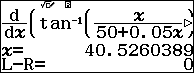 d/dx(tan⁻¹(x/(50+0.05x▷
x= 40.5260389
L-R= 0